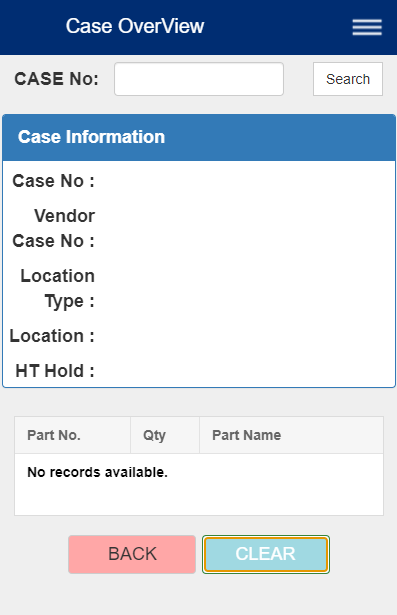 Case OverView
CASE No:
Search
Case Information
Case No :
Vendor
Case No :
Location
Type :
Location :
HT Hold :
Part No. Qty Part Name
No records available.
BACK CLEAR